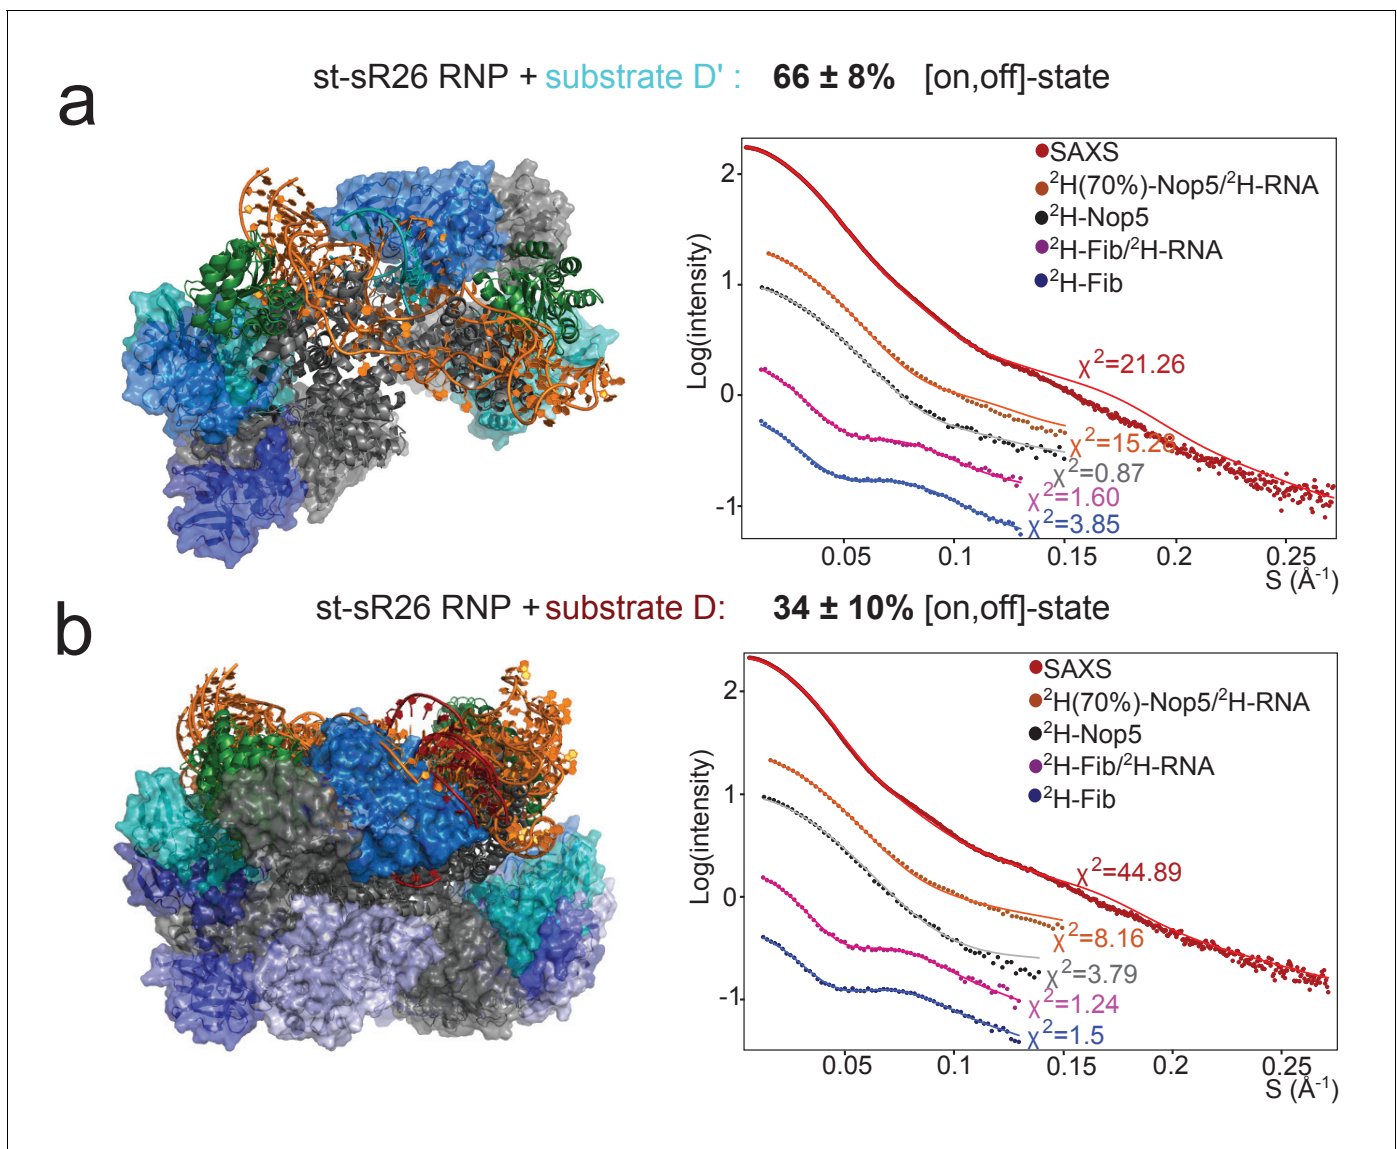 a
st-sR26 RNP + substrate D' : 66 ± 8% [on,off]-state
Log(intensity)
2
1
0
-1
SAXS
²H(70%)-Nop5/²H-RNA
²H-Nop5
²H-Fib/²H-RNA
²H-Fib
χ²=21.26
χ²=15.28
χ²=0.87
χ²=1.60
χ²=3.85
0.05 0.1 0.15 0.2 0.25
S (Å⁻¹)
b
st-sR26 RNP + substrate D: 34 ± 10% [on,off]-state
Log(intensity)
2
1
0
-1
SAXS
²H(70%)-Nop5/²H-RNA
²H-Nop5
²H-Fib/²H-RNA
²H-Fib
χ²=44.89
χ²=8.16
χ²=3.79
χ²=1.24
χ²=1.5
0.05 0.1 0.15 0.2 0.25
S (Å⁻¹)